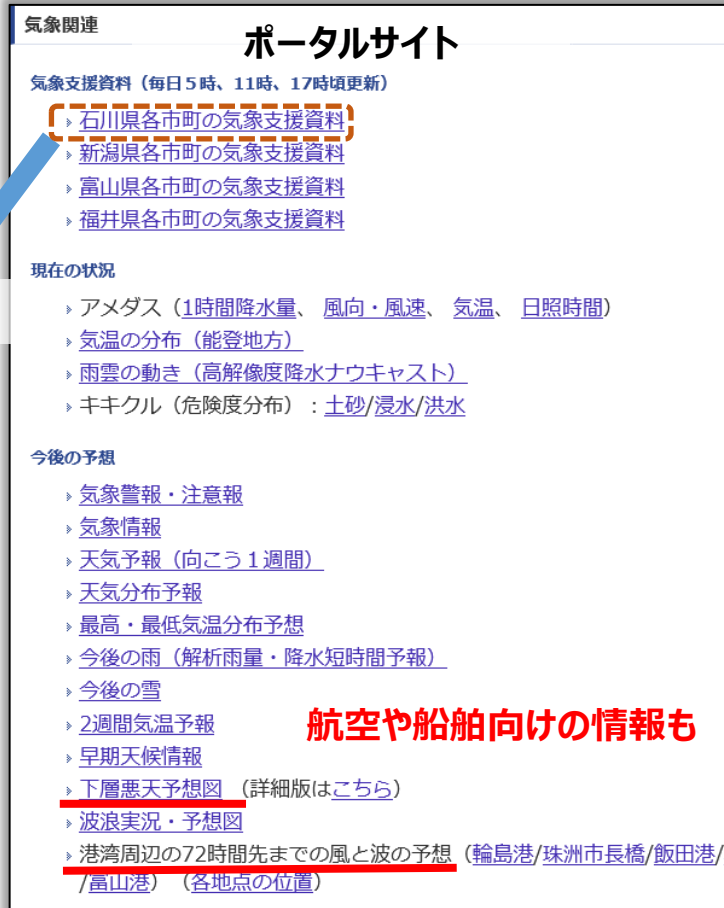 気象関連
ポータルサイト
気象支援資料（毎日５時、11時、17時頃更新）
石川県各市町の気象支援資料
新潟県各市町の気象支援資料
富山県各市町の気象支援資料
福井県各市町の気象支援資料
現在の状況
アメダス（1時間降水量、 風向・風速、 気温、 日照時間）
気温の分布（能登地方）
雨雲の動き（高解像度降水ナウキャスト）
キキクル（危険度分布）：土砂/浸水/洪水
今後の予想
気象警報・注意報
気象情報
天気予報（向こう１週間）
天気分布予報
最高・最低気温分布予想
今後の雨（解析雨量・降水短時間予報）
今後の雪
2週間気温予報
航空や船舶向けの情報も
早期天候情報
下層悪天予想図 （詳細版はこちら）
波浪実況・予想図
港湾周辺の72時間先までの風と波の予想（輪島港/珠洲市長橋/飯田港/
/富山港）（各地点の位置）